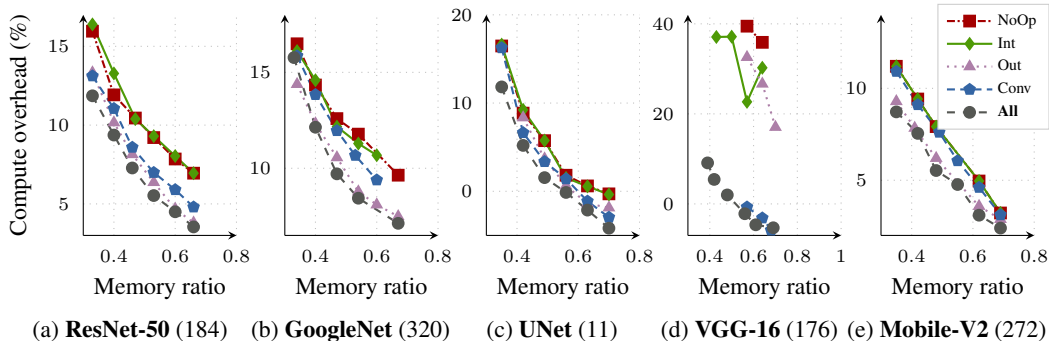 Compute overhead (%)
15
10
5
0.4 0.6 0.8
Memory ratio
(a) ResNet-50 (184)
15
10
0.4 0.6 0.8
Memory ratio
(b) GoogleNet (320)
20
10
0
0.4 0.6 0.8
Memory ratio
(c) UNet (11)
40
20
0
0.4 0.6 0.8 1
Memory ratio
(d) VGG-16 (176)
10
5
0.4 0.6 0.8
Memory ratio
(e) Mobile-V2 (272)
NoOp
Int
Out
Conv
All